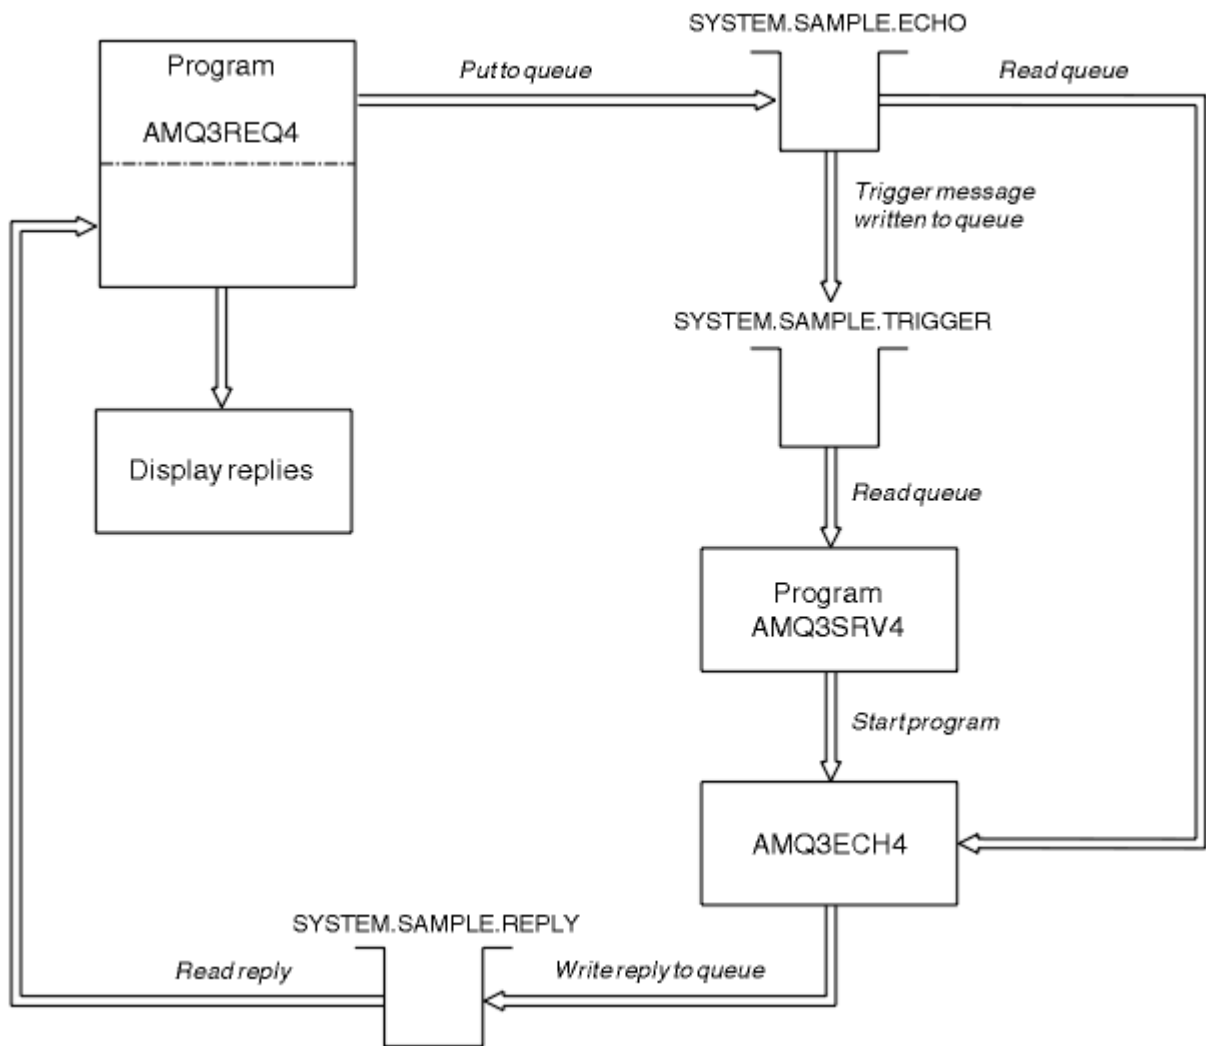 SYSTEM.SAMPLE.ECHO
Program
AMQ3REQ4
Put to queue
Read queue
Trigger message
written to queue
SYSTEM.SAMPLE.TRIGGER
Display replies
Read queue
Program
AMQ3SRV4
Start program
AMQ3ECH4
SYSTEM.SAMPLE.REPLY
Read reply
Write reply to queue